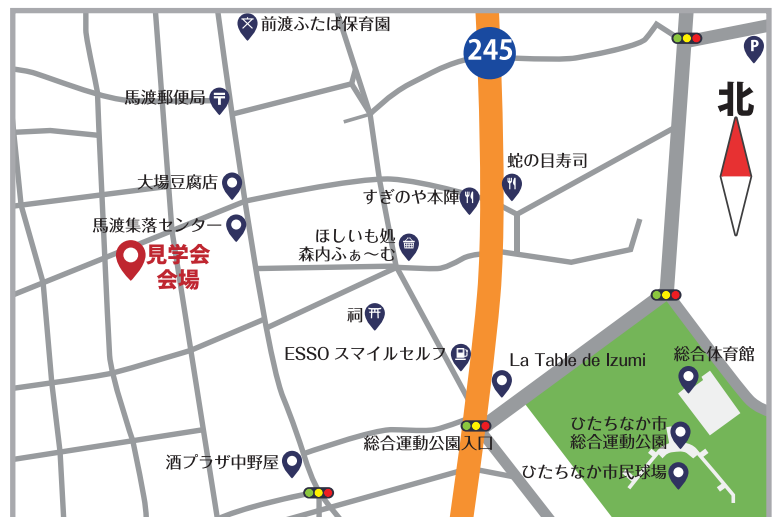 前渡ふたば保育園
245
P
馬渡郵便局
北
蛇の目寿司
大場豆腐店
すぎのや本陣
馬渡集落センター
ほしいも処
森内ふぁ〜む
見学会
会場
祠
ESSO スマイルセルフ
La Table de Izumi
総合体育館
ひたちなか市
総合運動公園
総合運動公園入口
酒プラザ中野屋
ひたちなか市民球場